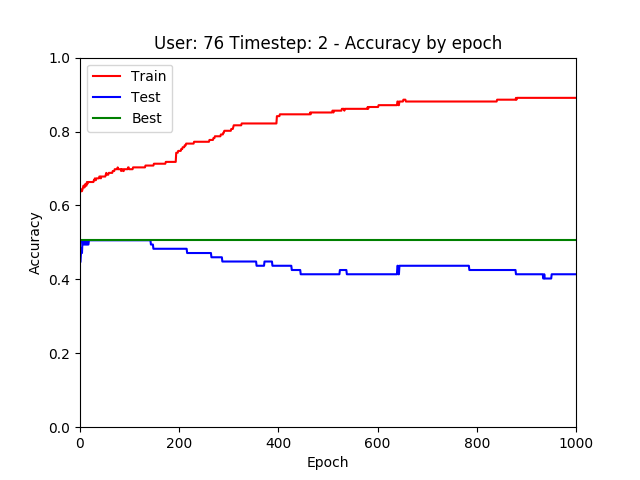 User: 76 Timestep: 2 - Accuracy by epoch
Train
Test
Best
Accuracy
1.0
0.8
0.6
0.4
0.2
0.0
0 200 400 600 800 1000
Epoch